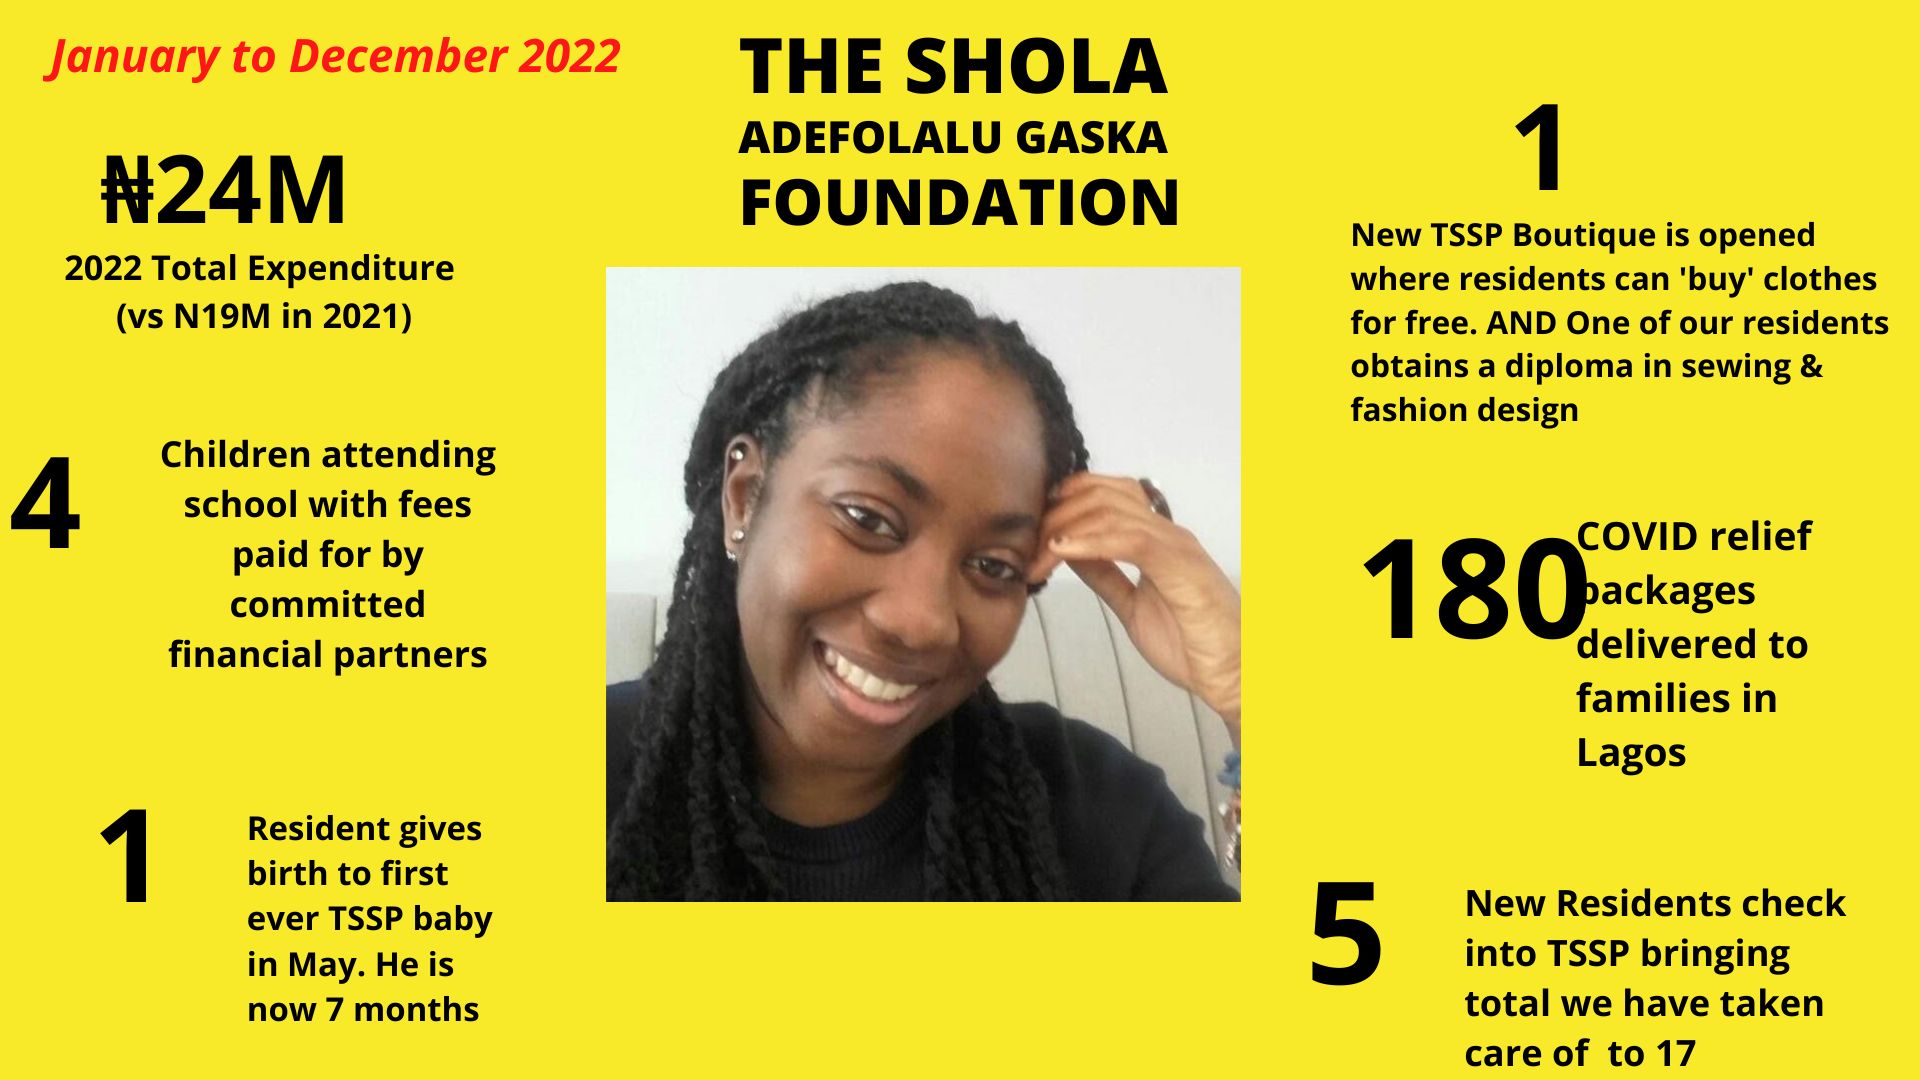 January to December 2022
THE SHOLA
ADEFOLALU GASKA
FOUNDATION
₦24M
2022 Total Expenditure
(vs N19M in 2021)
4
Children attending
school with fees
paid for by
committed
financial partners
1
Resident gives
birth to first
ever TSSP baby
in May. He is
now 7 months
1
New TSSP Boutique is opened
where residents can 'buy' clothes
for free. AND One of our residents
obtains a diploma in sewing &
fashion design
180
COVID relief
packages
delivered to
families in
Lagos
5
New Residents check
into TSSP bringing
total we have taken
care of  to 17